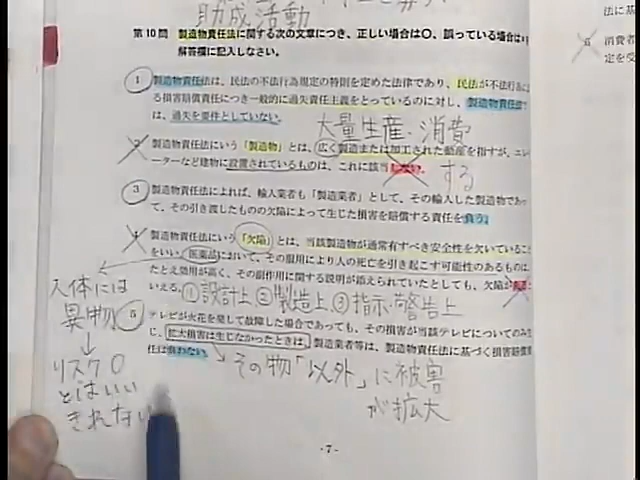 助成活動
第10問 製造物責任法に関する次の文章につき、正しい場合は○、誤っている場合は×を
解答欄に記入しなさい。
1 製造物責任法は、民法の不法行為規定の特則を定めた法律であり、民法が不法行為によ
る損害賠償責任につき一般的に過失責任主義をとっているのに対し、製造物責任法で
は、過失を要件としていない。
大量生産・消費
2 製造物責任法にいう「製造物」とは、広く製造または加工された動産を指すが、エレ
ーターなど建物に設置されているものは、これに該当しない。
する
3 製造物責任法によれば、輸入業者も「製造業者」として、その輸入した製造物であっ
て、その引き渡したものの欠陥によって生じた損害を賠償する責任を負う。
4 製造物責任法にいう「欠陥」とは、当該製造物が通常有すべき安全性を欠いているこ
をいい、医薬品において、その服用により人の死亡を引き起こす可能性のあるものは、
たとえ効用が高く、その副作用に関する説明が添えられていたとしても、欠陥が
いえる。①設計上 ②製造上 ③指示・警告上
5 テレビが火花を発して故障した場合であっても、その損害が当該テレビについてのみ生
じ、拡大損害は生じなかったときは、製造業者等は、製造物責任法に基づく損害賠償
任は負わない。
その物「以外」に被害
が拡大
人体には
異物
↓
リスク0
とはいい
きれない
- 7 -
法に基
6 消費者
定を受